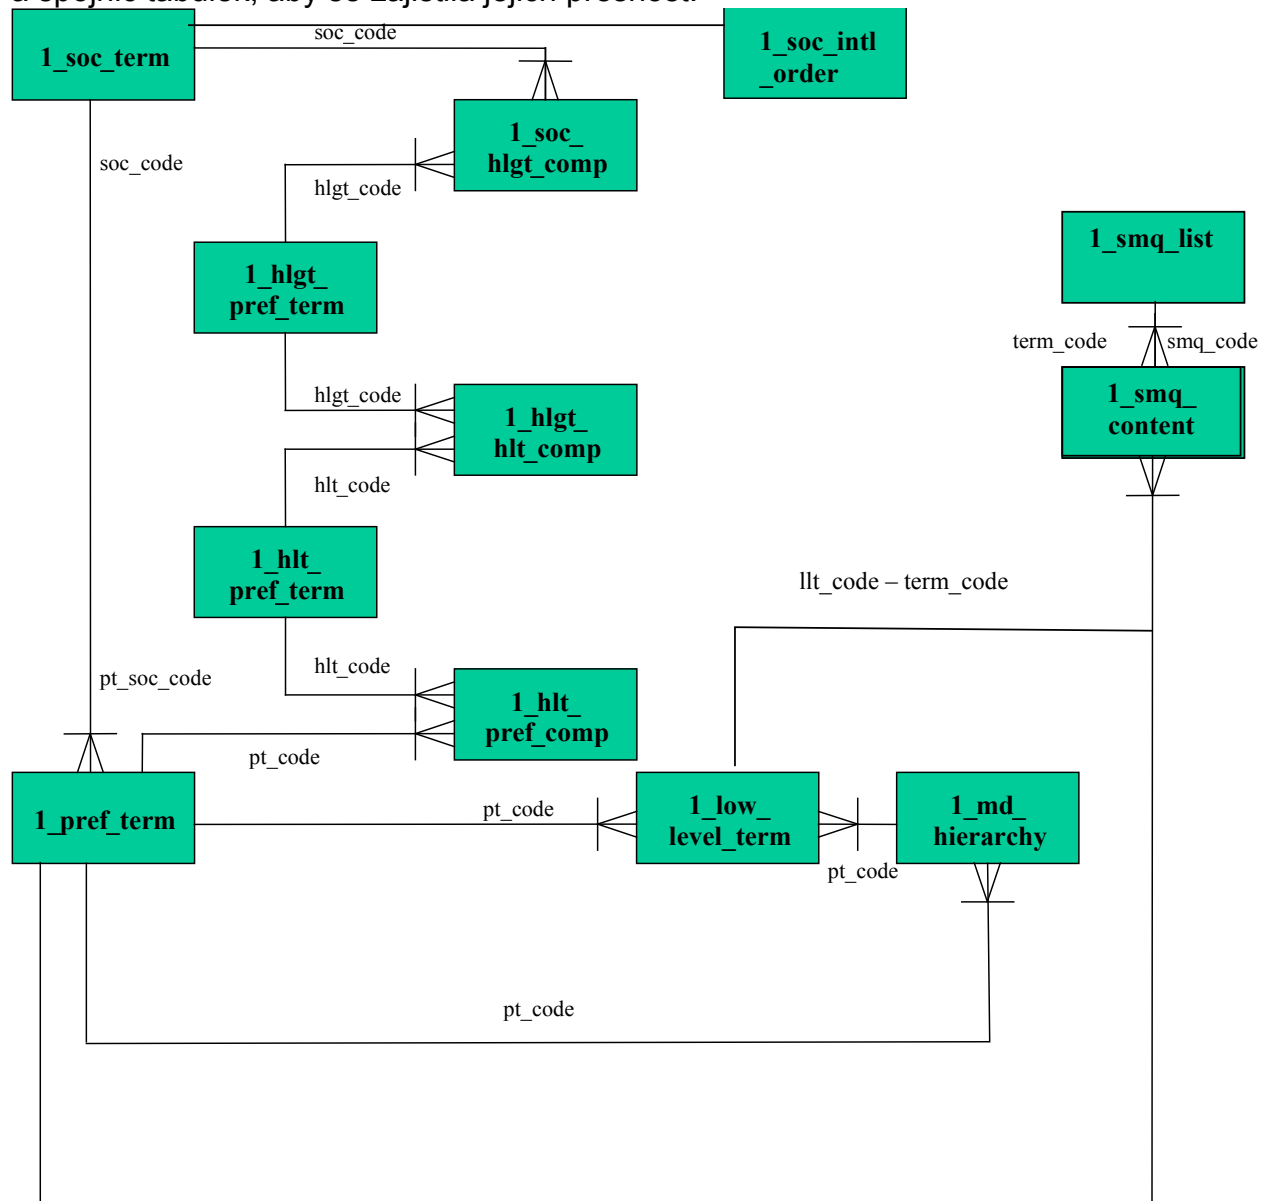 soc_code
1_soc_term
1_soc_intl
_order
1_soc_
hlgt_comp
soc_code
hlgt_code
1_smq_list
1_hlgt_
pref_term
term_code
smq_code
hlgt_code
1_smq_
content
1_hlgt_
hlt_comp
hlt_code
1_hlt_
pref_term
llt_code – term_code
hlt_code
pt_soc_code
1_hlt_
pref_comp
pt_code
1_pref_term
pt_code
1_low_
level_term
1_md_
hierarchy
pt_code
pt_code